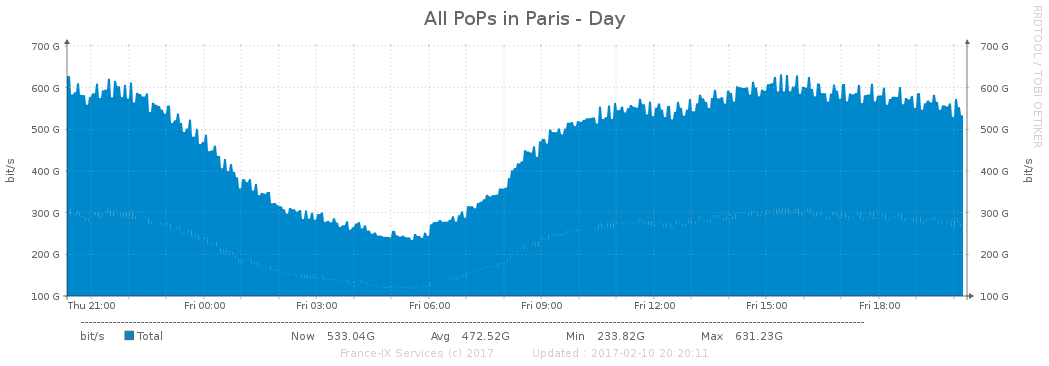 All PoPs in Paris - Day
RRDTOOL / TOBI OETIKER
700 G 700 G
600 G 600 G
500 G 500 G
400 G 400 G
300 G 300 G
200 G 200 G
100 G 100 G
bit/s bit/s
Thu 21:00 Fri 00:00 Fri 03:00 Fri 06:00 Fri 09:00 Fri 12:00 Fri 15:00 Fri 18:00
bit/s Total Now 533.04G Avg 472.52G Min 233.82G Max 631.23G
France-IX Services (c) 2017 Updated : 2017-02-10 20:20:11